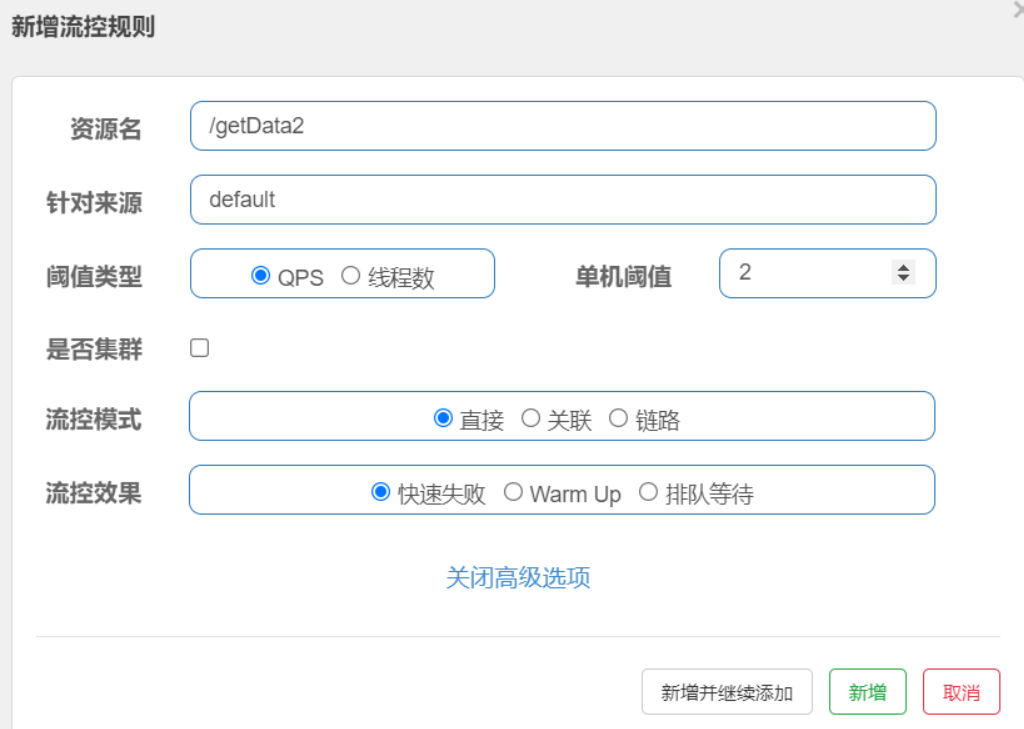 新增流控规则
资源名 /getData2
针对来源 default
阈值类型 QPS 线程数 单机阈值 2
是否集群
流控模式 直接 关联 链路
流控效果 快速失败 Warm Up 排队等待
关闭高级选项
新增并继续添加 新增 取消